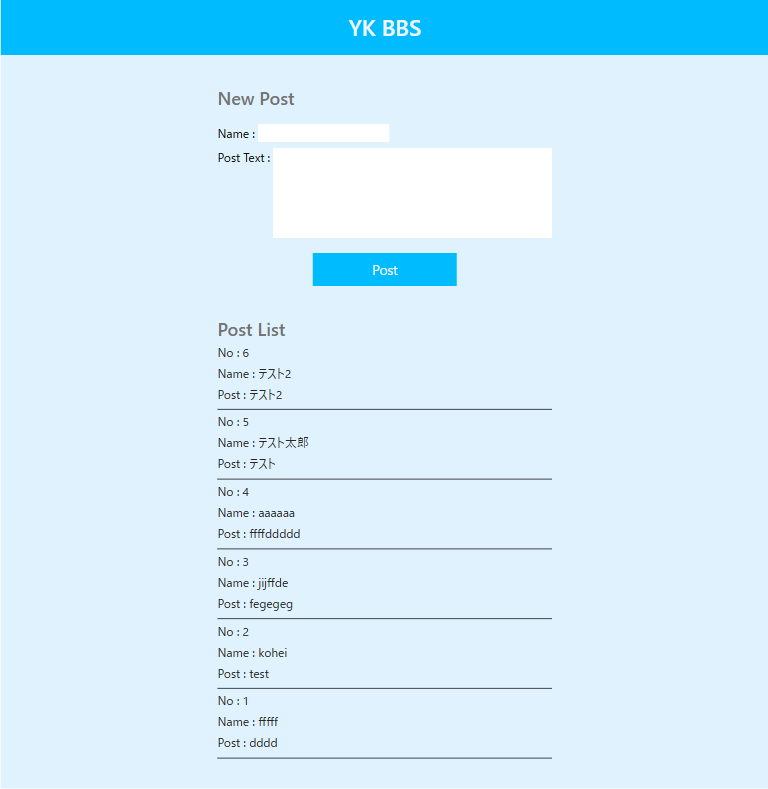 YK BBS
New Post
Name :
Post Text :
Post
Post List
No : 6
Name : テスト2
Post : テスト2
No : 5
Name : テスト太郎
Post : テスト
No : 4
Name : aaaaaa
Post : ffffddddd
No : 3
Name : jijffde
Post : fegegeg
No : 2
Name : kohei
Post : test
No : 1
Name : fffff
Post : dddd